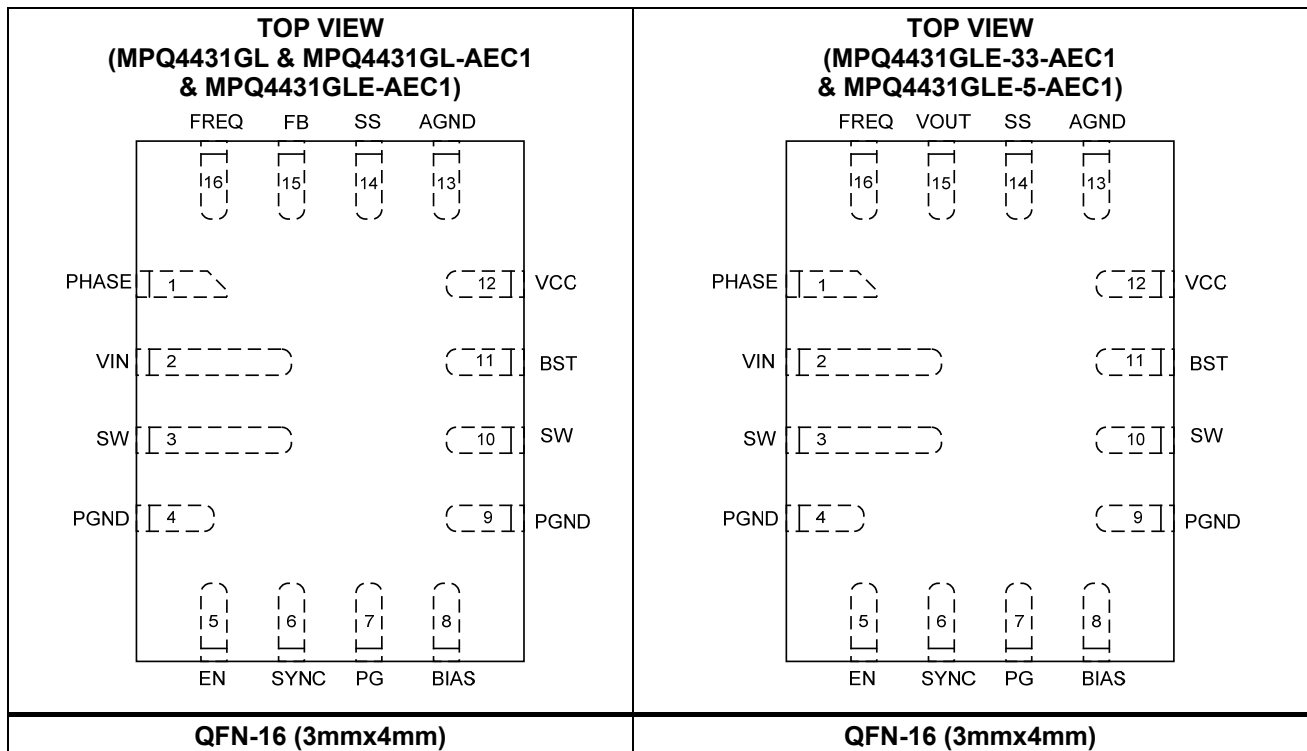 TOP VIEW
(MPQ4431GL & MPQ4431GL-AEC1
& MPQ4431GLE-AEC1)
FREQ FB SS AGND
16 15 14 13
PHASE 1 12 VCC
VIN 2 11 BST
SW 3 10 SW
PGND 4 9 PGND
5 6 7 8
EN SYNC PG BIAS
QFN-16 (3mmx4mm)
TOP VIEW
(MPQ4431GLE-33-AEC1
& MPQ4431GLE-5-AEC1)
FREQ VOUT SS AGND
16 15 14 13
PHASE 1 12 VCC
VIN 2 11 BST
SW 3 10 SW
PGND 4 9 PGND
5 6 7 8
EN SYNC PG BIAS
QFN-16 (3mmx4mm)